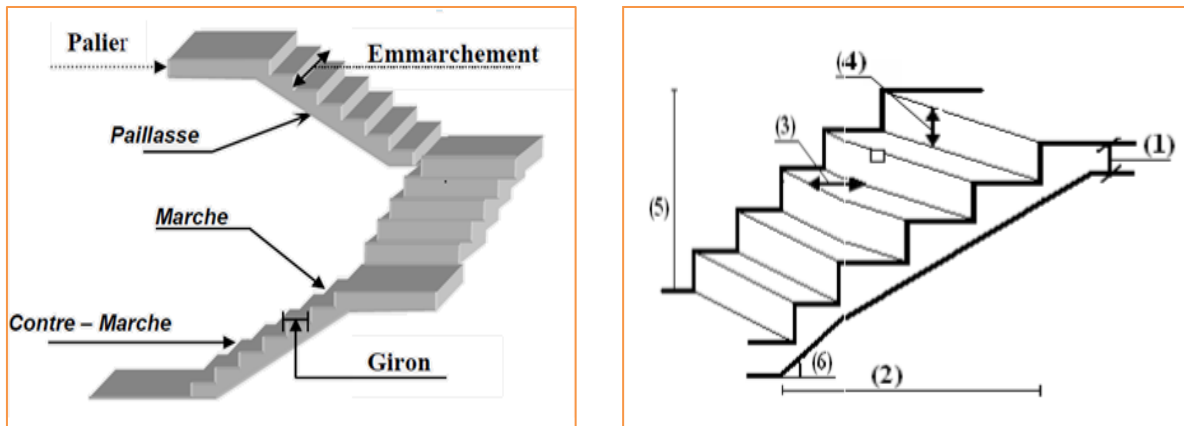 Palier
Emmarchement
Paillasse
Marche
Contre – Marche
Giron
(4)
(3)
(1)
(5)
(6)
(2)